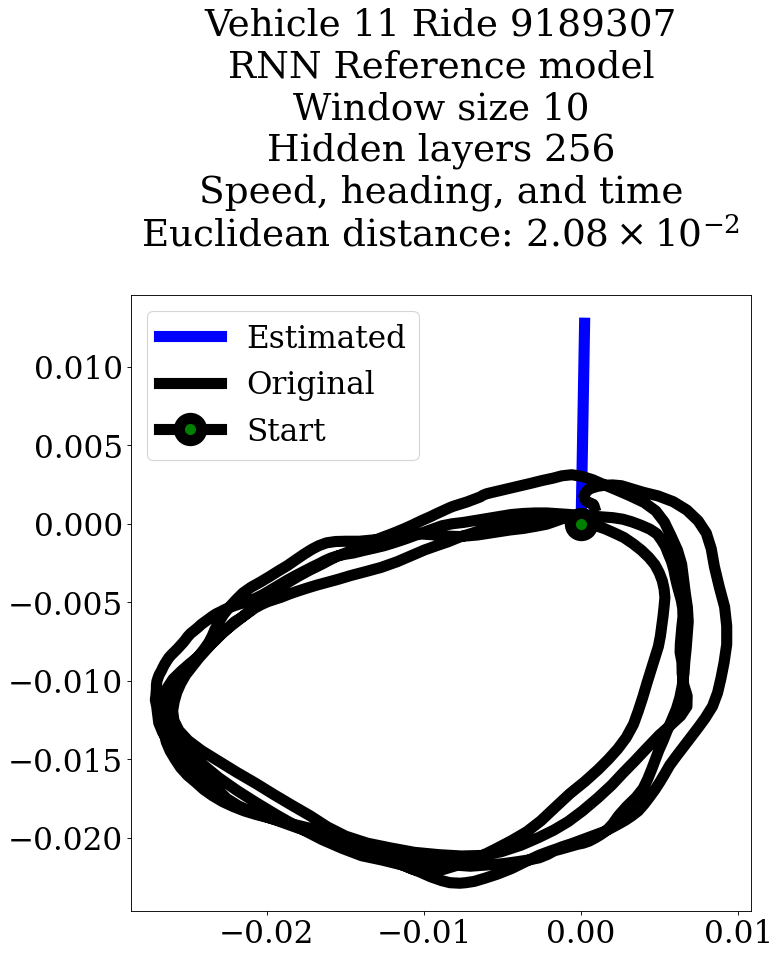 Vehicle 11 Ride 9189307
RNN Reference model
Window size 10
Hidden layers 256
Speed, heading, and time
Euclidean distance: 2.08 × 10⁻²
Estimated
Original
Start
0.010
0.005
0.000
−0.005
−0.010
−0.015
−0.020
−0.02 −0.01 0.00 0.01